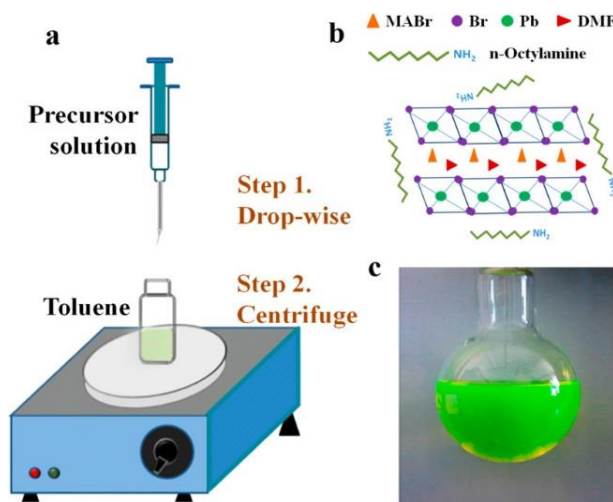 a
Precursor
solution
Step 1.
Drop-wise
Toluene
Step 2.
Centrifuge
b
MABr Br Pb DMF
NH2 n-Octylamine
NH2
NH2
NH2
NH2
c